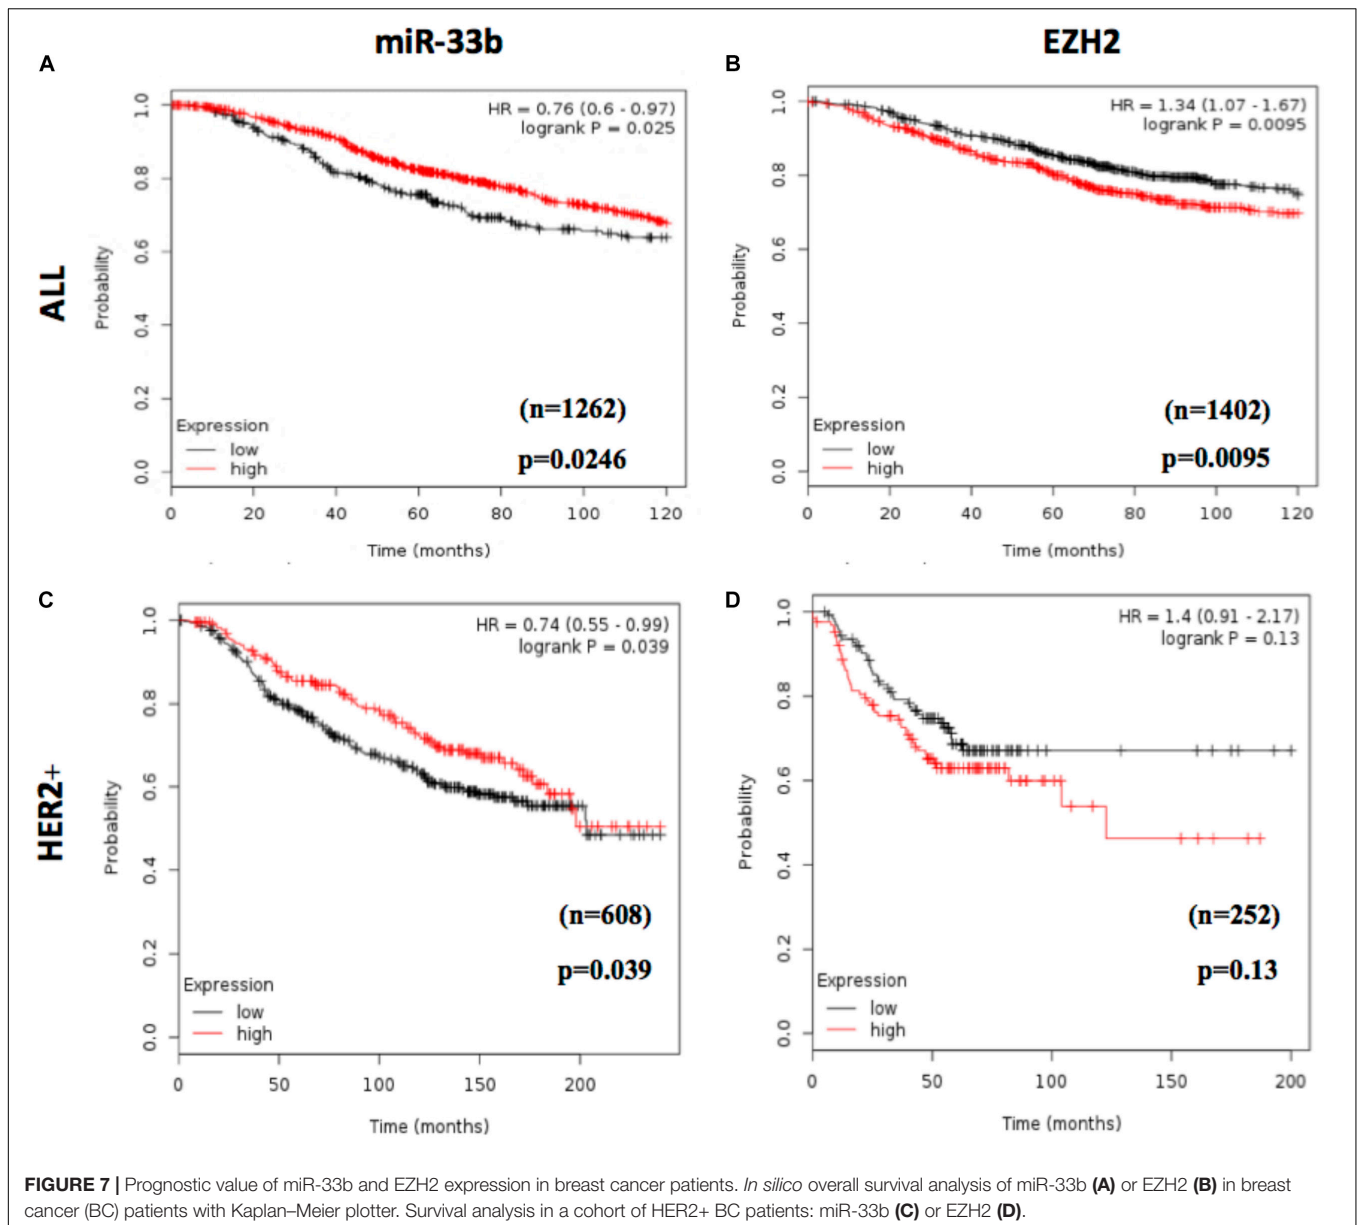 miR-33b
EZH2
A
HR = 0.76 (0.6 - 0.97)
logrank P = 0.025
ALL
Probability
1.0
0.8
0.6
0.4
0.2
0.0
(n=1262)
p=0.0246
Expression
low
high
0 20 40 60 80 100 120
Time (months)
B
HR = 1.34 (1.07 - 1.67)
logrank P = 0.0095
Probability
1.0
0.8
0.6
0.4
0.2
0.0
(n=1402)
p=0.0095
Expression
low
high
0 20 40 60 80 100 120
Time (months)
C
HR = 0.74 (0.55 - 0.99)
logrank P = 0.039
HER2+
Probability
1.0
0.8
0.6
0.4
0.2
0.0
(n=608)
p=0.039
Expression
low
high
0 50 100 150 200
Time (months)
D
HR = 1.4 (0.91 - 2.17)
logrank P = 0.13
Probability
1.0
0.8
0.6
0.4
0.2
0.0
(n=252)
p=0.13
Expression
low
high
0 50 100 150 200
Time (months)
FIGURE 7 | Prognostic value of miR-33b and EZH2 expression in breast cancer patients. In silico overall survival analysis of miR-33b (A) or EZH2 (B) in breast
cancer (BC) patients with Kaplan–Meier plotter. Survival analysis in a cohort of HER2+ BC patients: miR-33b (C) or EZH2 (D).